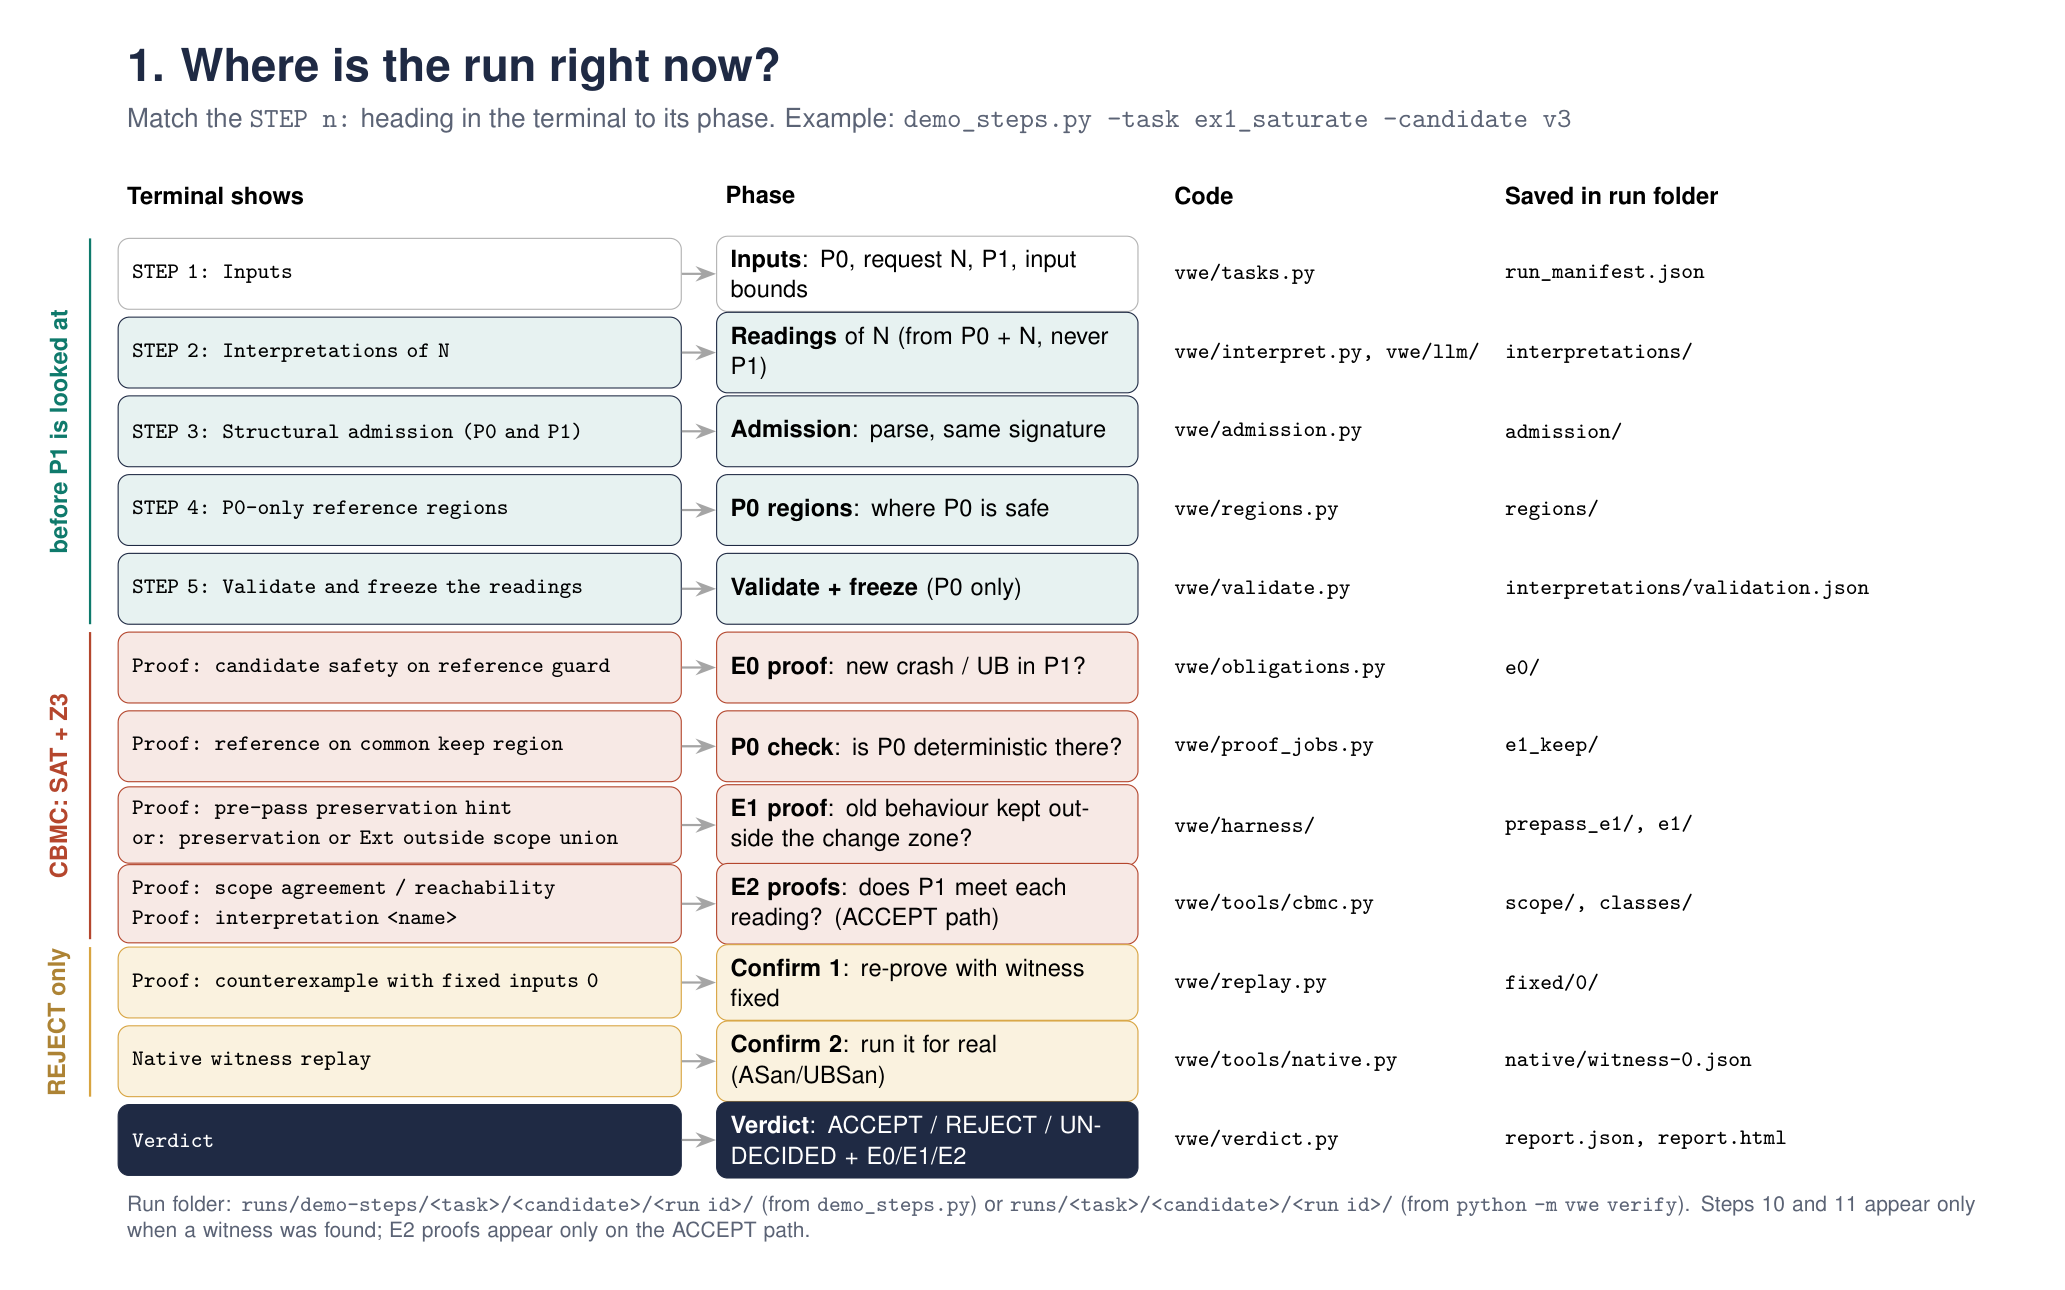 1. Where is the run right now?
Match the STEP n: heading in the terminal to its phase. Example: demo_steps.py -task ex1_saturate -candidate v3
Terminal shows
Phase
Code
Saved in run folder
before P1 is looked at
STEP 1: Inputs
Inputs: P0, request N, P1, input
bounds
vwe/tasks.py
run_manifest.json
STEP 2: Interpretations of N
Readings of N (from P0 + N, never
P1)
vwe/interpret.py, vwe/llm/
interpretations/
STEP 3: Structural admission (P0 and P1)
Admission: parse, same signature
vwe/admission.py
admission/
STEP 4: P0-only reference regions
P0 regions: where P0 is safe
vwe/regions.py
regions/
STEP 5: Validate and freeze the readings
Validate + freeze (P0 only)
vwe/validate.py
interpretations/validation.json
CBMC: SAT + Z3
Proof: candidate safety on reference guard
E0 proof: new crash / UB in P1?
vwe/obligations.py
e0/
Proof: reference on common keep region
P0 check: is P0 deterministic there?
vwe/proof_jobs.py
e1_keep/
Proof: pre-pass preservation hint
or: preservation or Ext outside scope union
E1 proof: old behaviour kept out-
side the change zone?
vwe/harness/
prepass_e1/, e1/
Proof: scope agreement / reachability
Proof: interpretation <name>
E2 proofs: does P1 meet each
reading? (ACCEPT path)
vwe/tools/cbmc.py
scope/, classes/
REJECT only
Proof: counterexample with fixed inputs 0
Confirm 1: re-prove with witness
fixed
vwe/replay.py
fixed/0/
Native witness replay
Confirm 2: run it for real
(ASan/UBSan)
vwe/tools/native.py
native/witness-0.json
Verdict
Verdict: ACCEPT / REJECT / UN-
DECIDED + E0/E1/E2
vwe/verdict.py
report.json, report.html
Run folder: runs/demo-steps/<task>/<candidate>/<run id>/ (from demo_steps.py) or runs/<task>/<candidate>/<run id>/ (from python -m vwe verify). Steps 10 and 11 appear only
when a witness was found; E2 proofs appear only on the ACCEPT path.